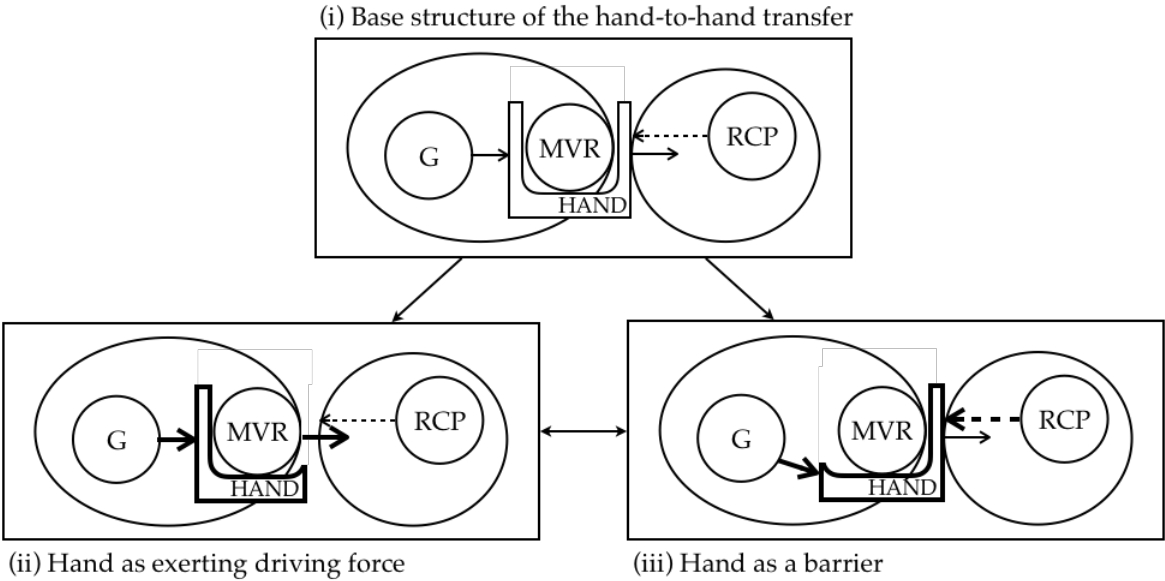 (i) Base structure of the hand-to-hand transfer
G
MVR
HAND
RCP
G
MVR
HAND
RCP
G
MVR
HAND
RCP
(ii) Hand as exerting driving force
(iii) Hand as a barrier